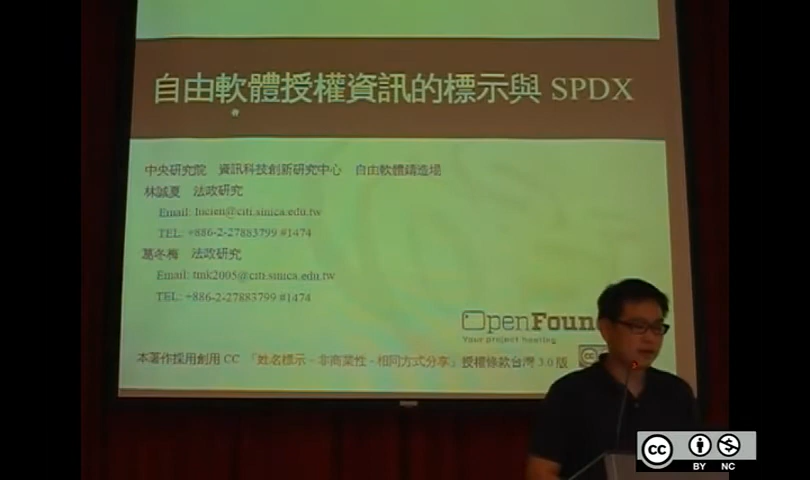 自由軟體授權資訊的標示與 SPDX
中央研究院 資訊科技創新研究中心 自由軟體鑄造場
林誠夏 法政研究
Email: lucien@citi.sinica.edu.tw
TEL: +886-2-27883799 #1474
葛冬梅 法政研究
Email: tmk2005@citi.sinica.edu.tw
TEL: +886-2-27883799 #1474
OpenFoun
Your project hosting
本著作採用創用 CC 「姓名標示－非商業性－相同方式分享」授權條款台灣 3.0 版
cc
BY NC